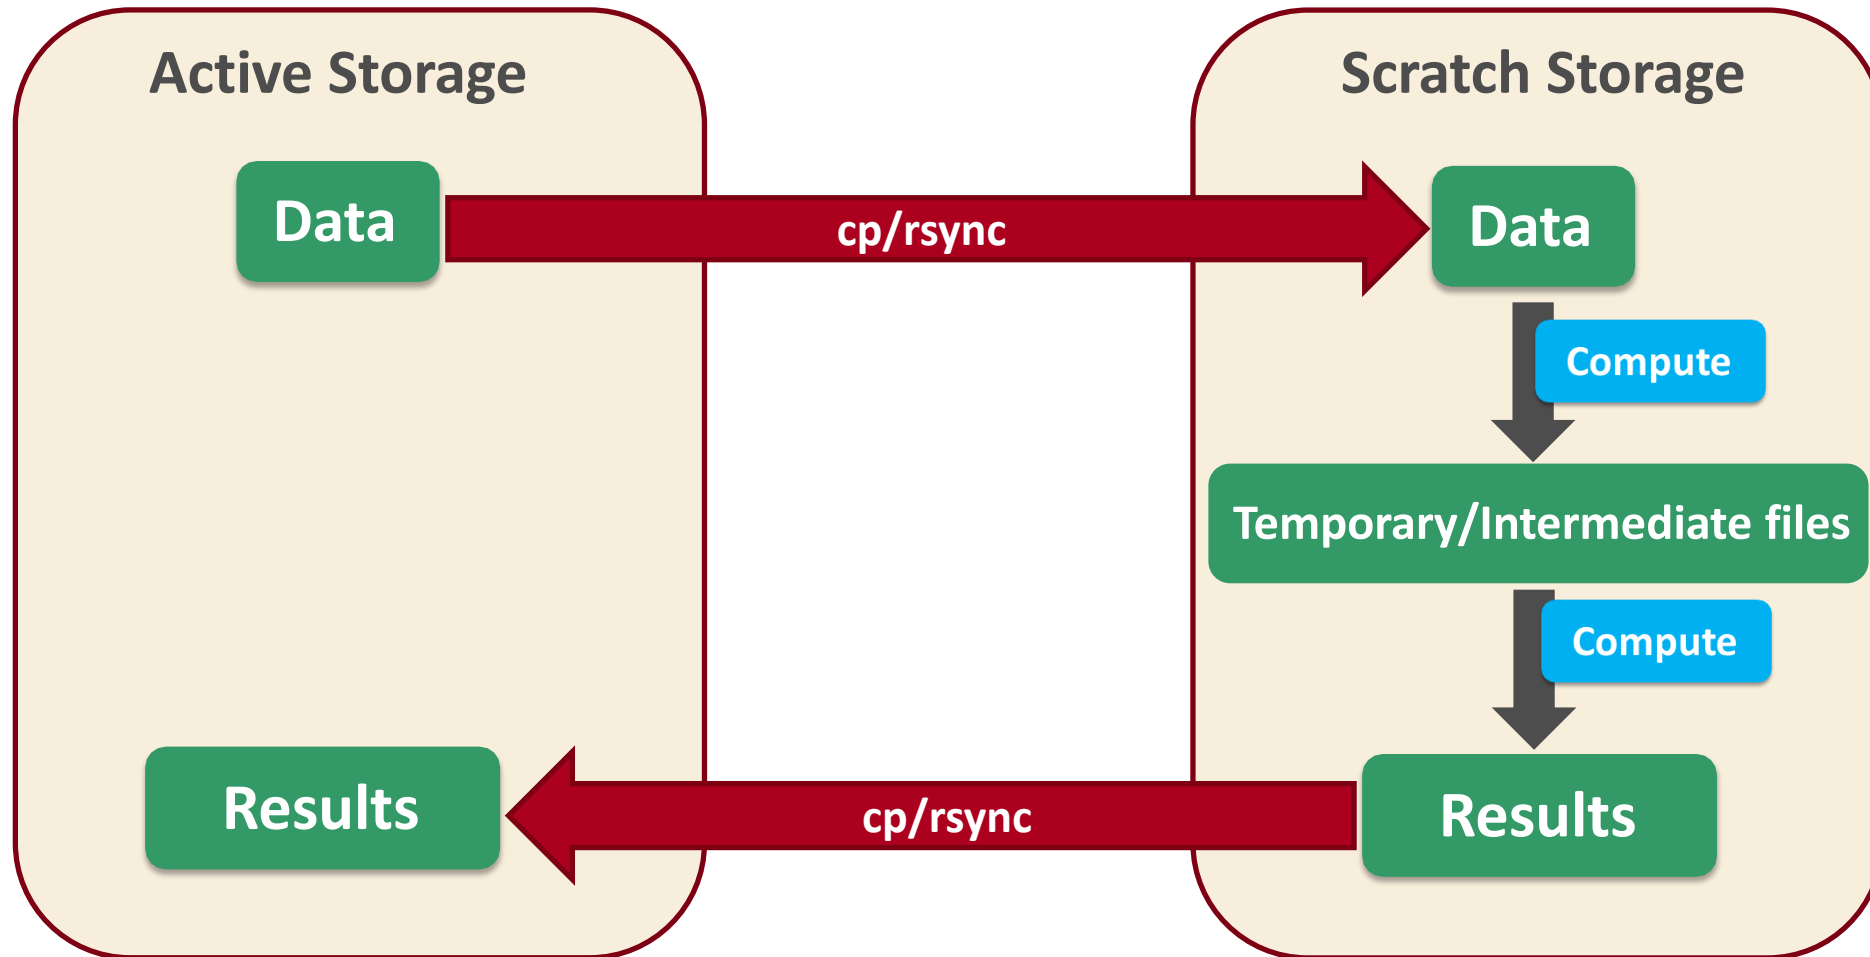 Active Storage
Scratch Storage
Data
cp/rsync
Data
Compute
Temporary/Intermediate files
Compute
Results
cp/rsync
Results